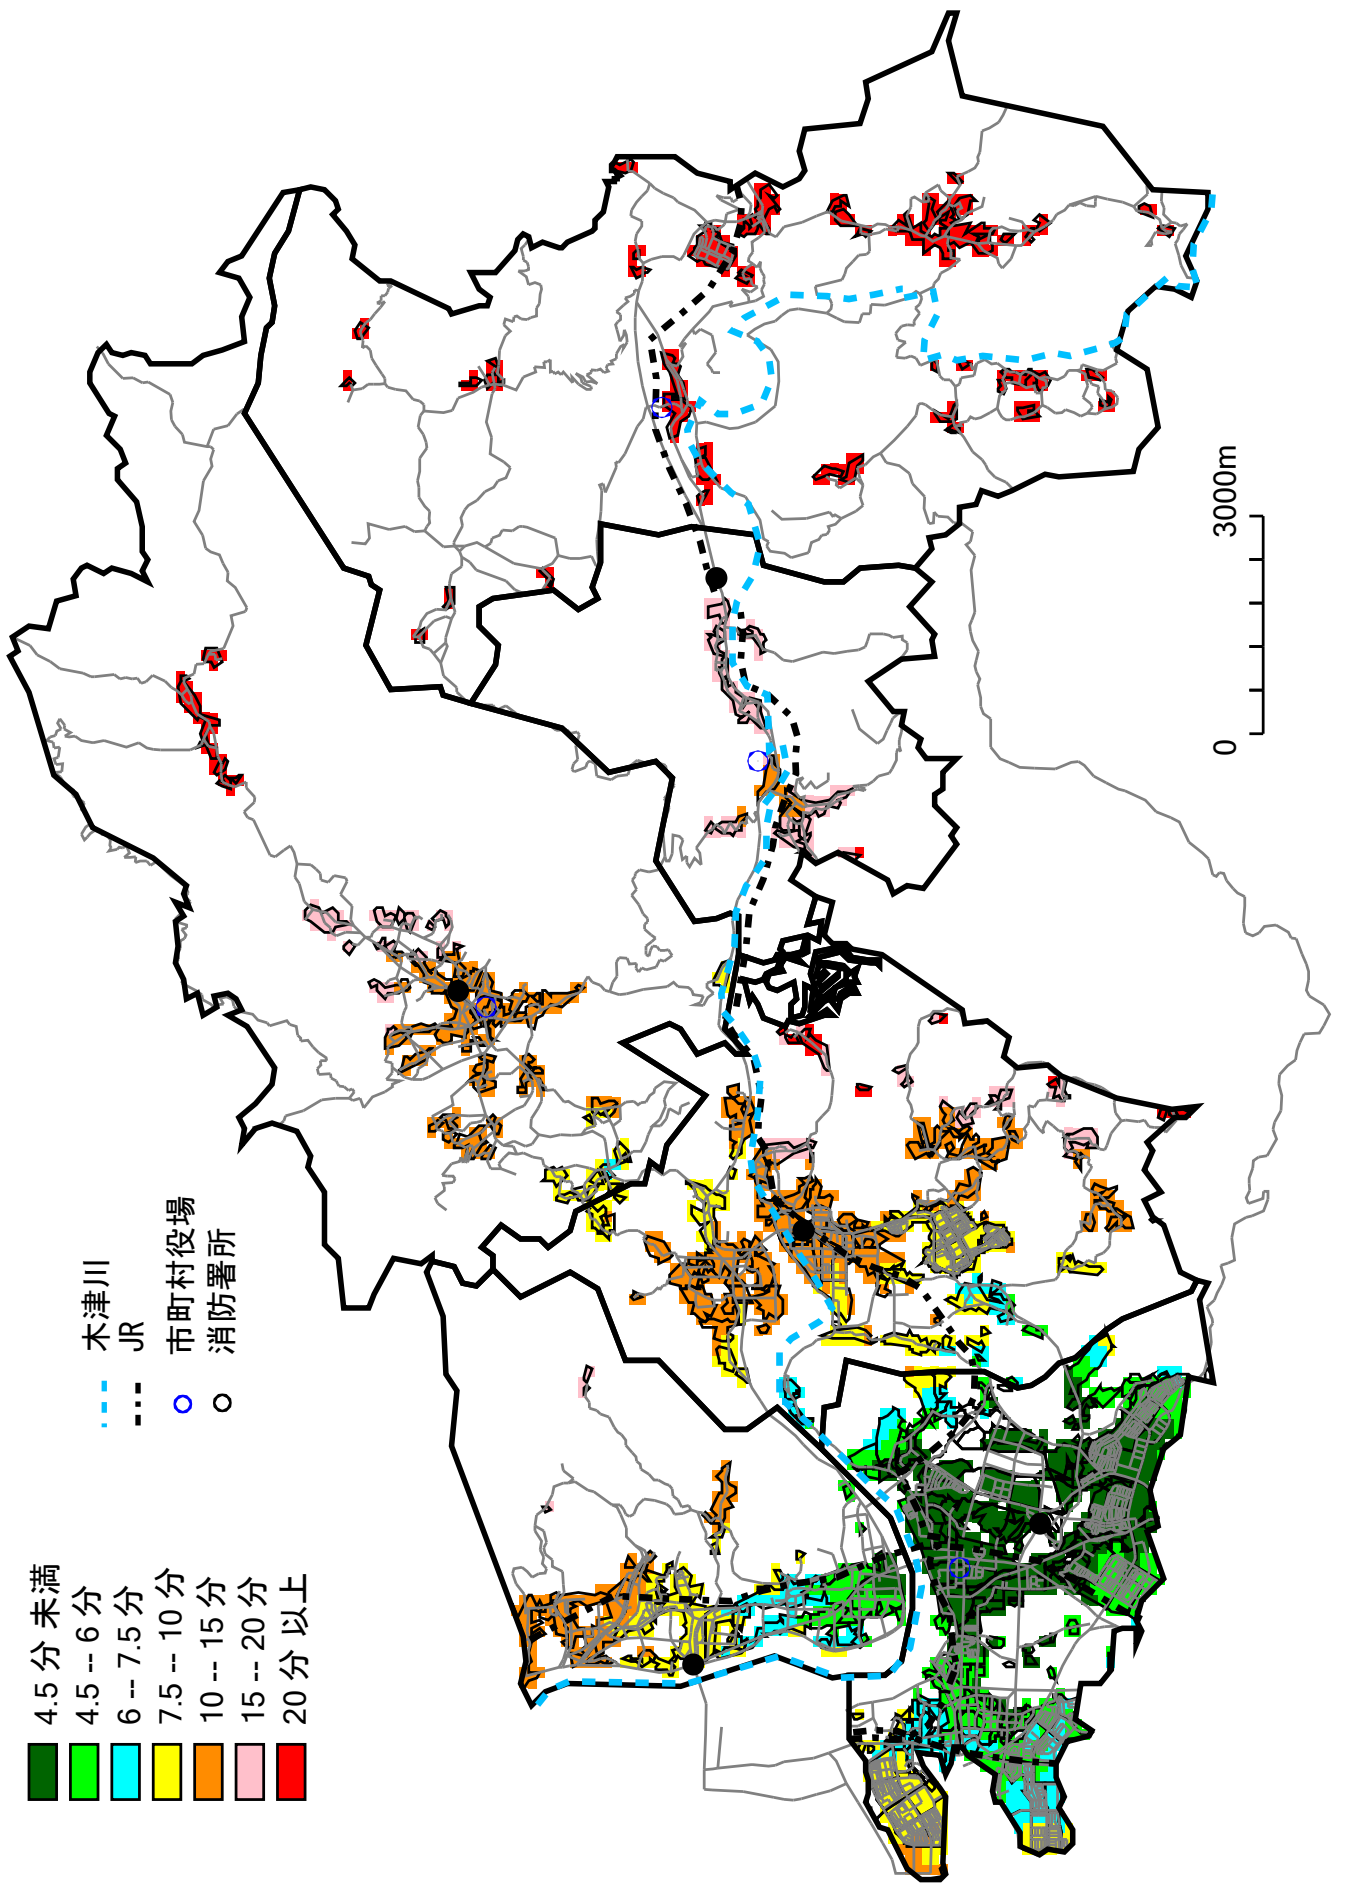 4.5 分 未満
4.5 -- 6 分
6 -- 7.5 分
7.5 -- 10 分
10 -- 15 分
15 -- 20 分
20 分 以上
木津川
JR
市町村役場
消防署所
0
3000m